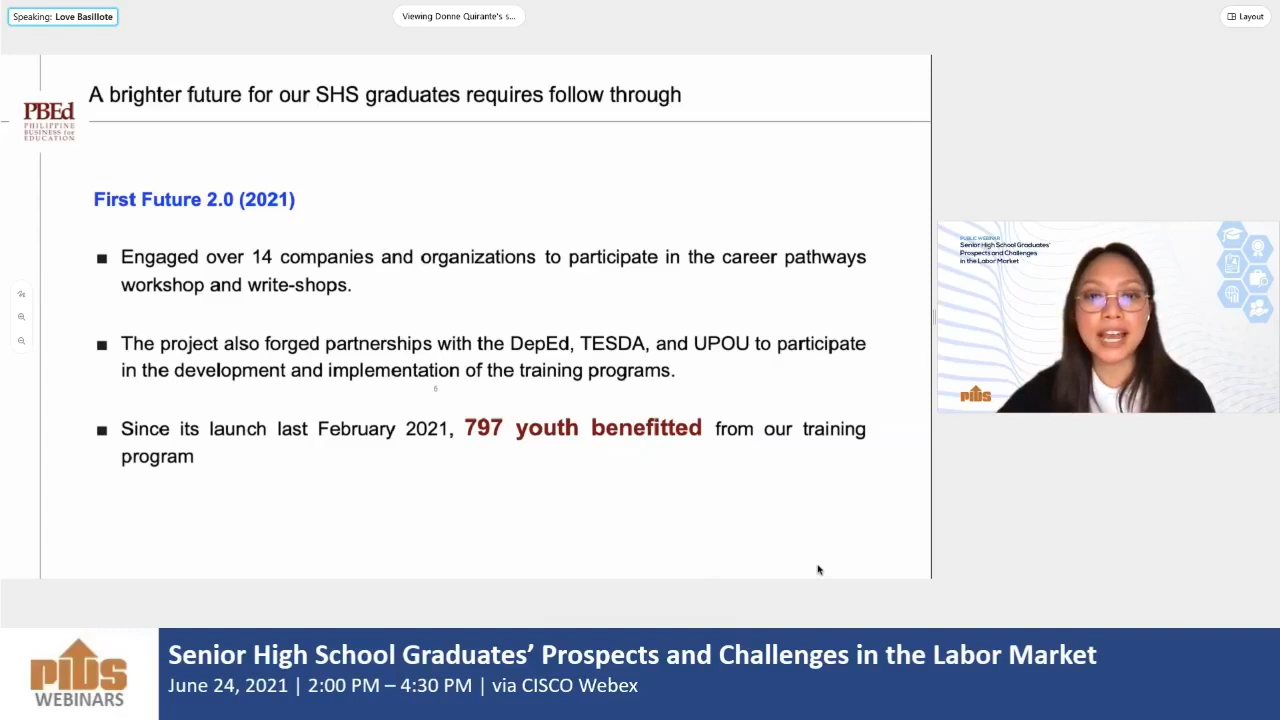 Speaking: Love Basillote
Viewing Donne Quirante's s...
Layout
A brighter future for our SHS graduates requires follow through
PBEd
PHILIPPINE
BUSINESS for
EDUCATION
First Future 2.0 (2021)
Engaged over 14 companies and organizations to participate in the career pathways
workshop and write-shops.
The project also forged partnerships with the DepEd, TESDA, and UPOU to participate
in the development and implementation of the training programs.
6
Since its launch last February 2021, 797 youth benefitted from our training
program
PUBLIC WEBINAR
Senior High School Graduates'
Prospects and Challenges
in the Labor Market
PIDS
PIDS
WEBINARS
Senior High School Graduates' Prospects and Challenges in the Labor Market
June 24, 2021 | 2:00 PM – 4:30 PM | via CISCO Webex